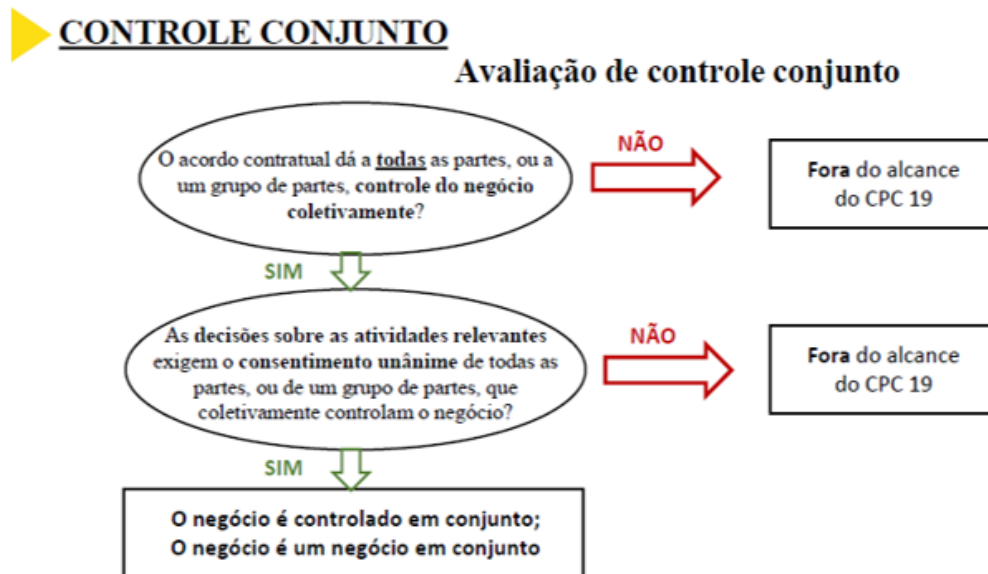 CONTROLE CONJUNTO
Avaliação de controle conjunto
O acordo contratual dá a todas as partes, ou a
um grupo de partes, controle do negócio
coletivamente?
NÃO
Fora do alcance
do CPC 19
SIM
As decisões sobre as atividades relevantes
exigem o consentimento unânime de todas as
partes, ou de um grupo de partes, que
coletivamente controlam o negócio?
NÃO
Fora do alcance
do CPC 19
SIM
O negócio é controlado em conjunto;
O negócio é um negócio em conjunto